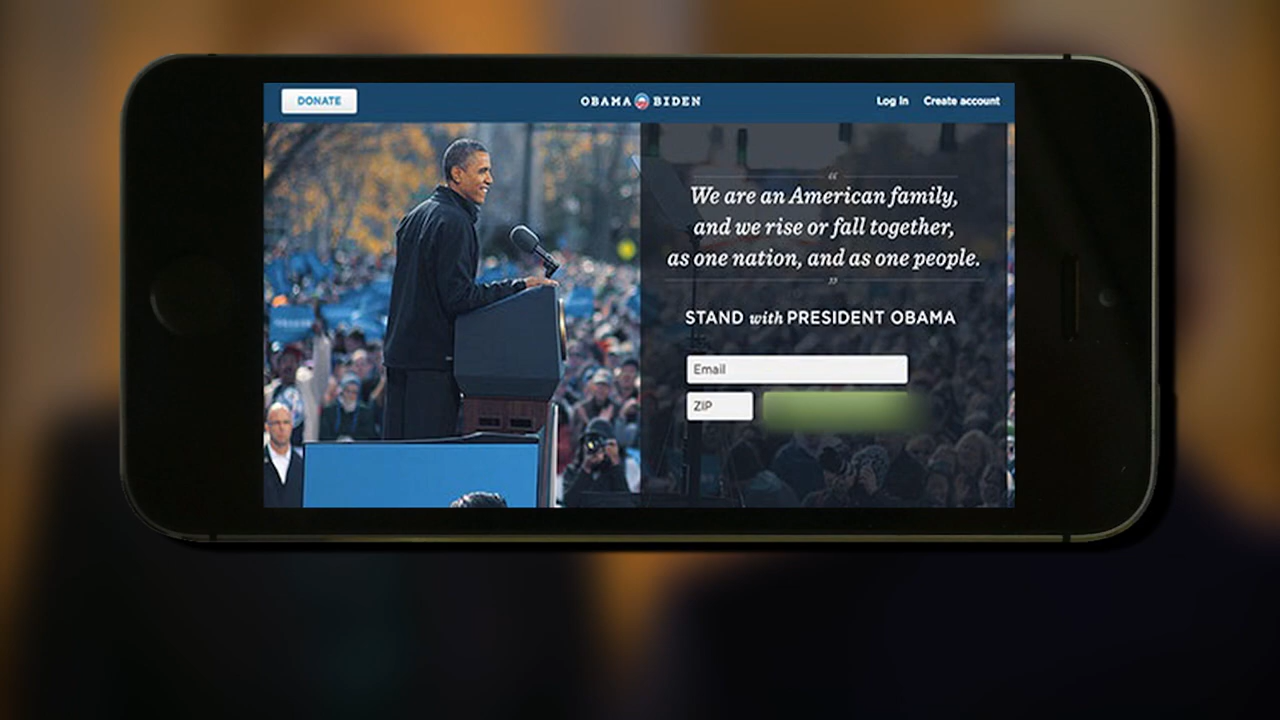 DONATE
OBAMA BIDEN
Log in Create account
“
We are an American family,
and we rise or fall together,
as one nation, and as one people.
”
STAND with PRESIDENT OBAMA
Email
ZIP